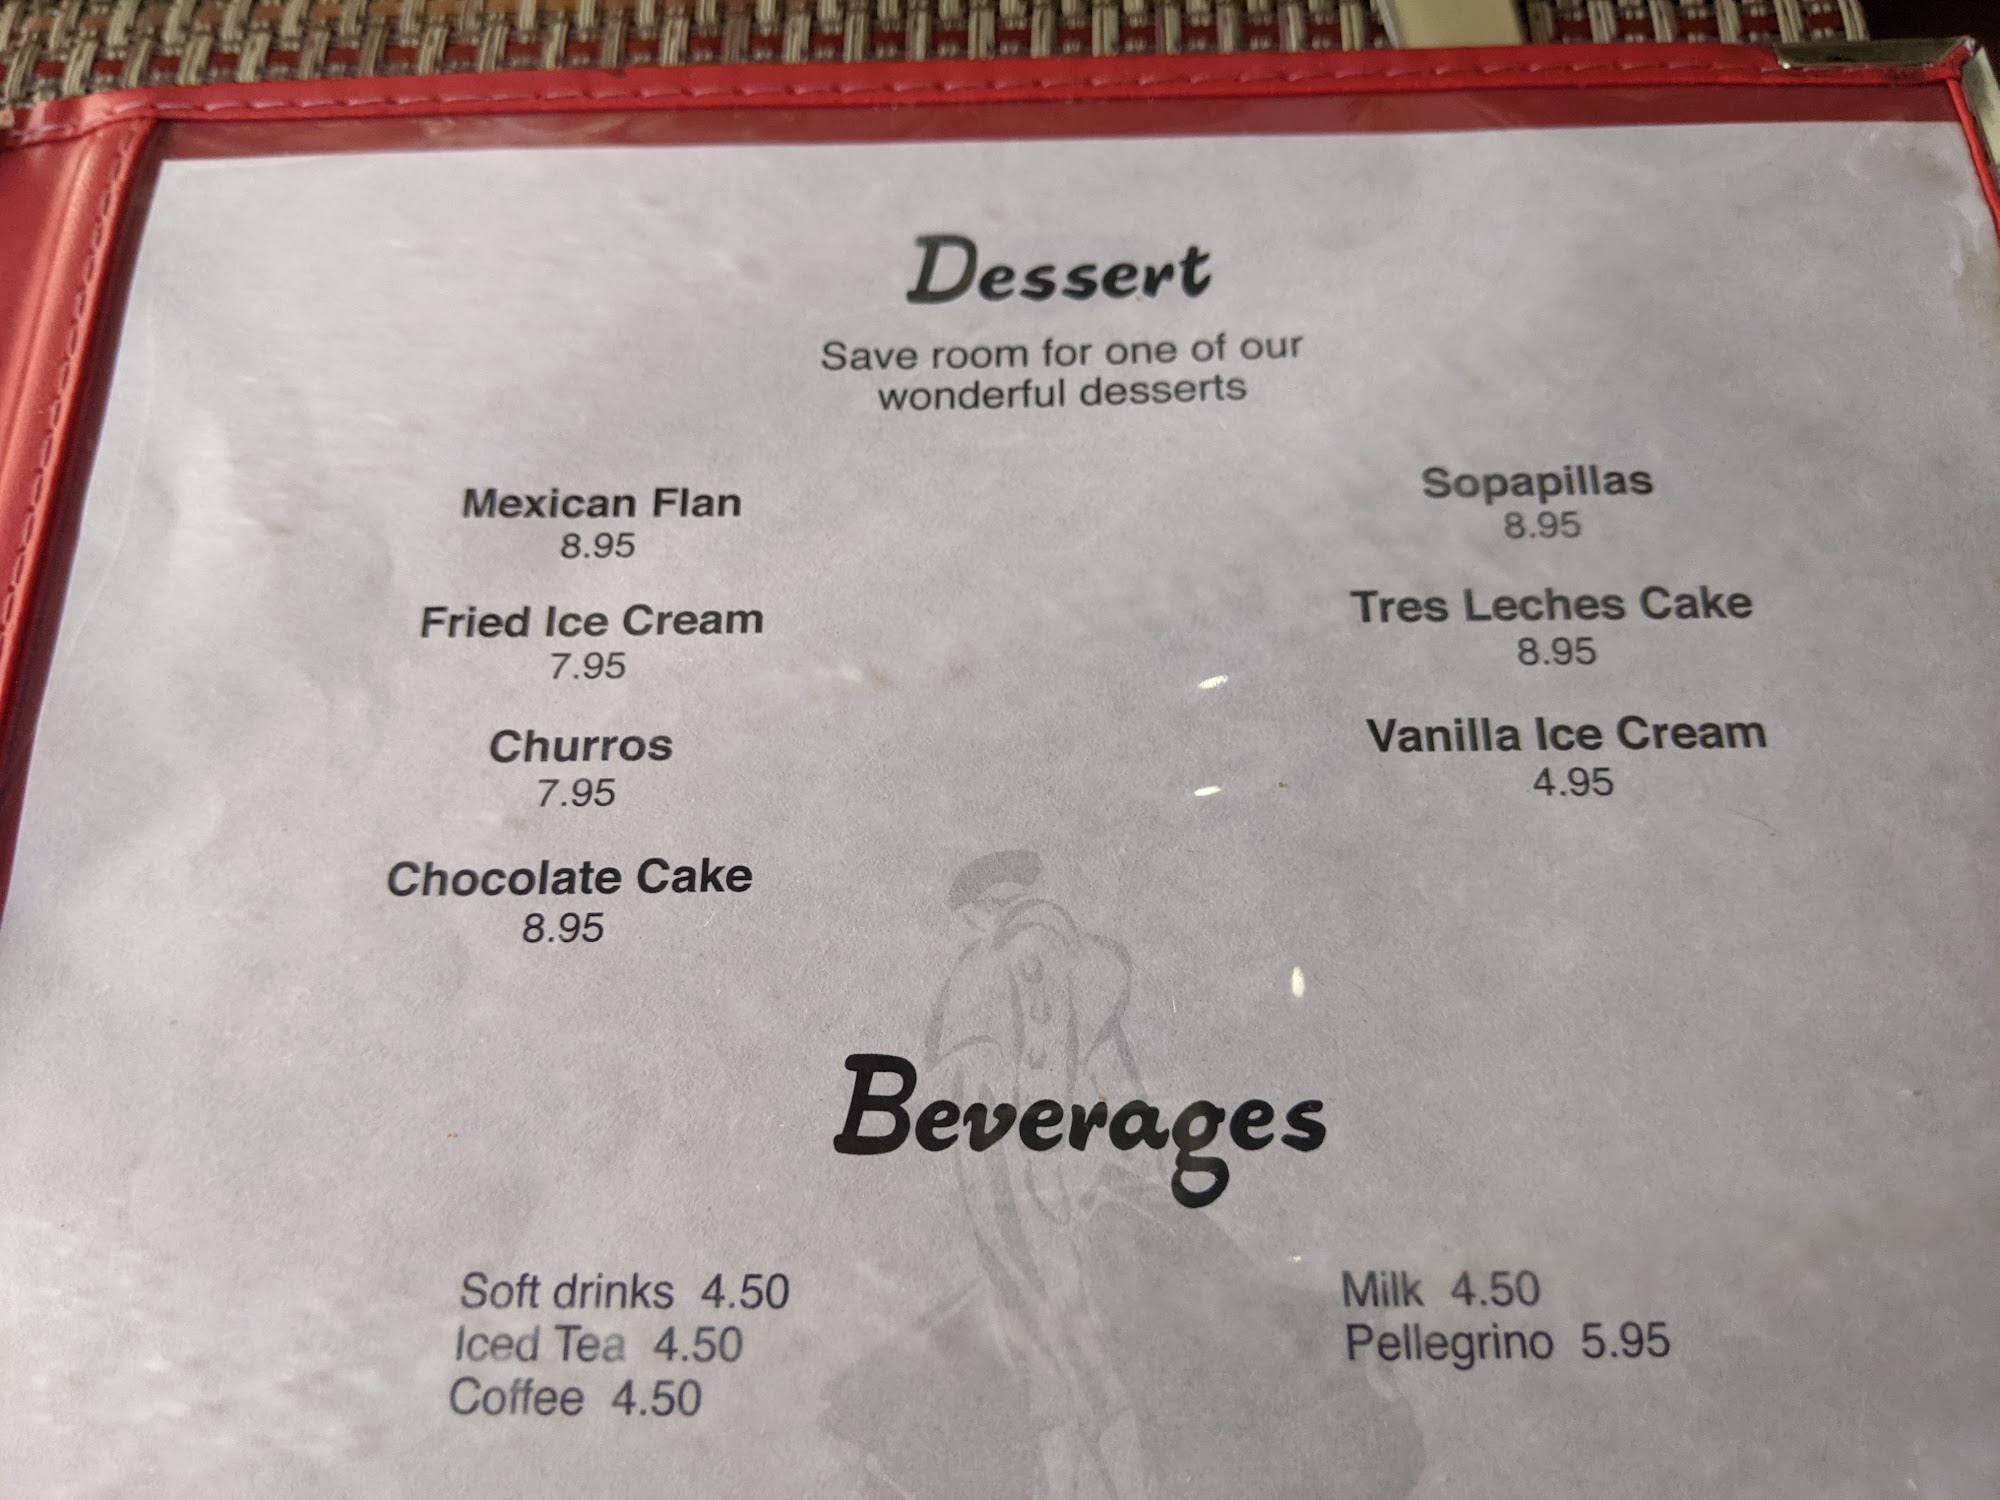 Dessert
Save room for one of our
wonderful desserts
Mexican Flan
8.95
Fried Ice Cream
7.95
Churros
7.95
Chocolate Cake
8.95
Sopapillas
8.95
Tres Leches Cake
8.95
Vanilla Ice Cream
4.95
Beverages
Soft drinks 4.50
Iced Tea 4.50
Coffee 4.50
Milk 4.50
Pellegrino 5.95